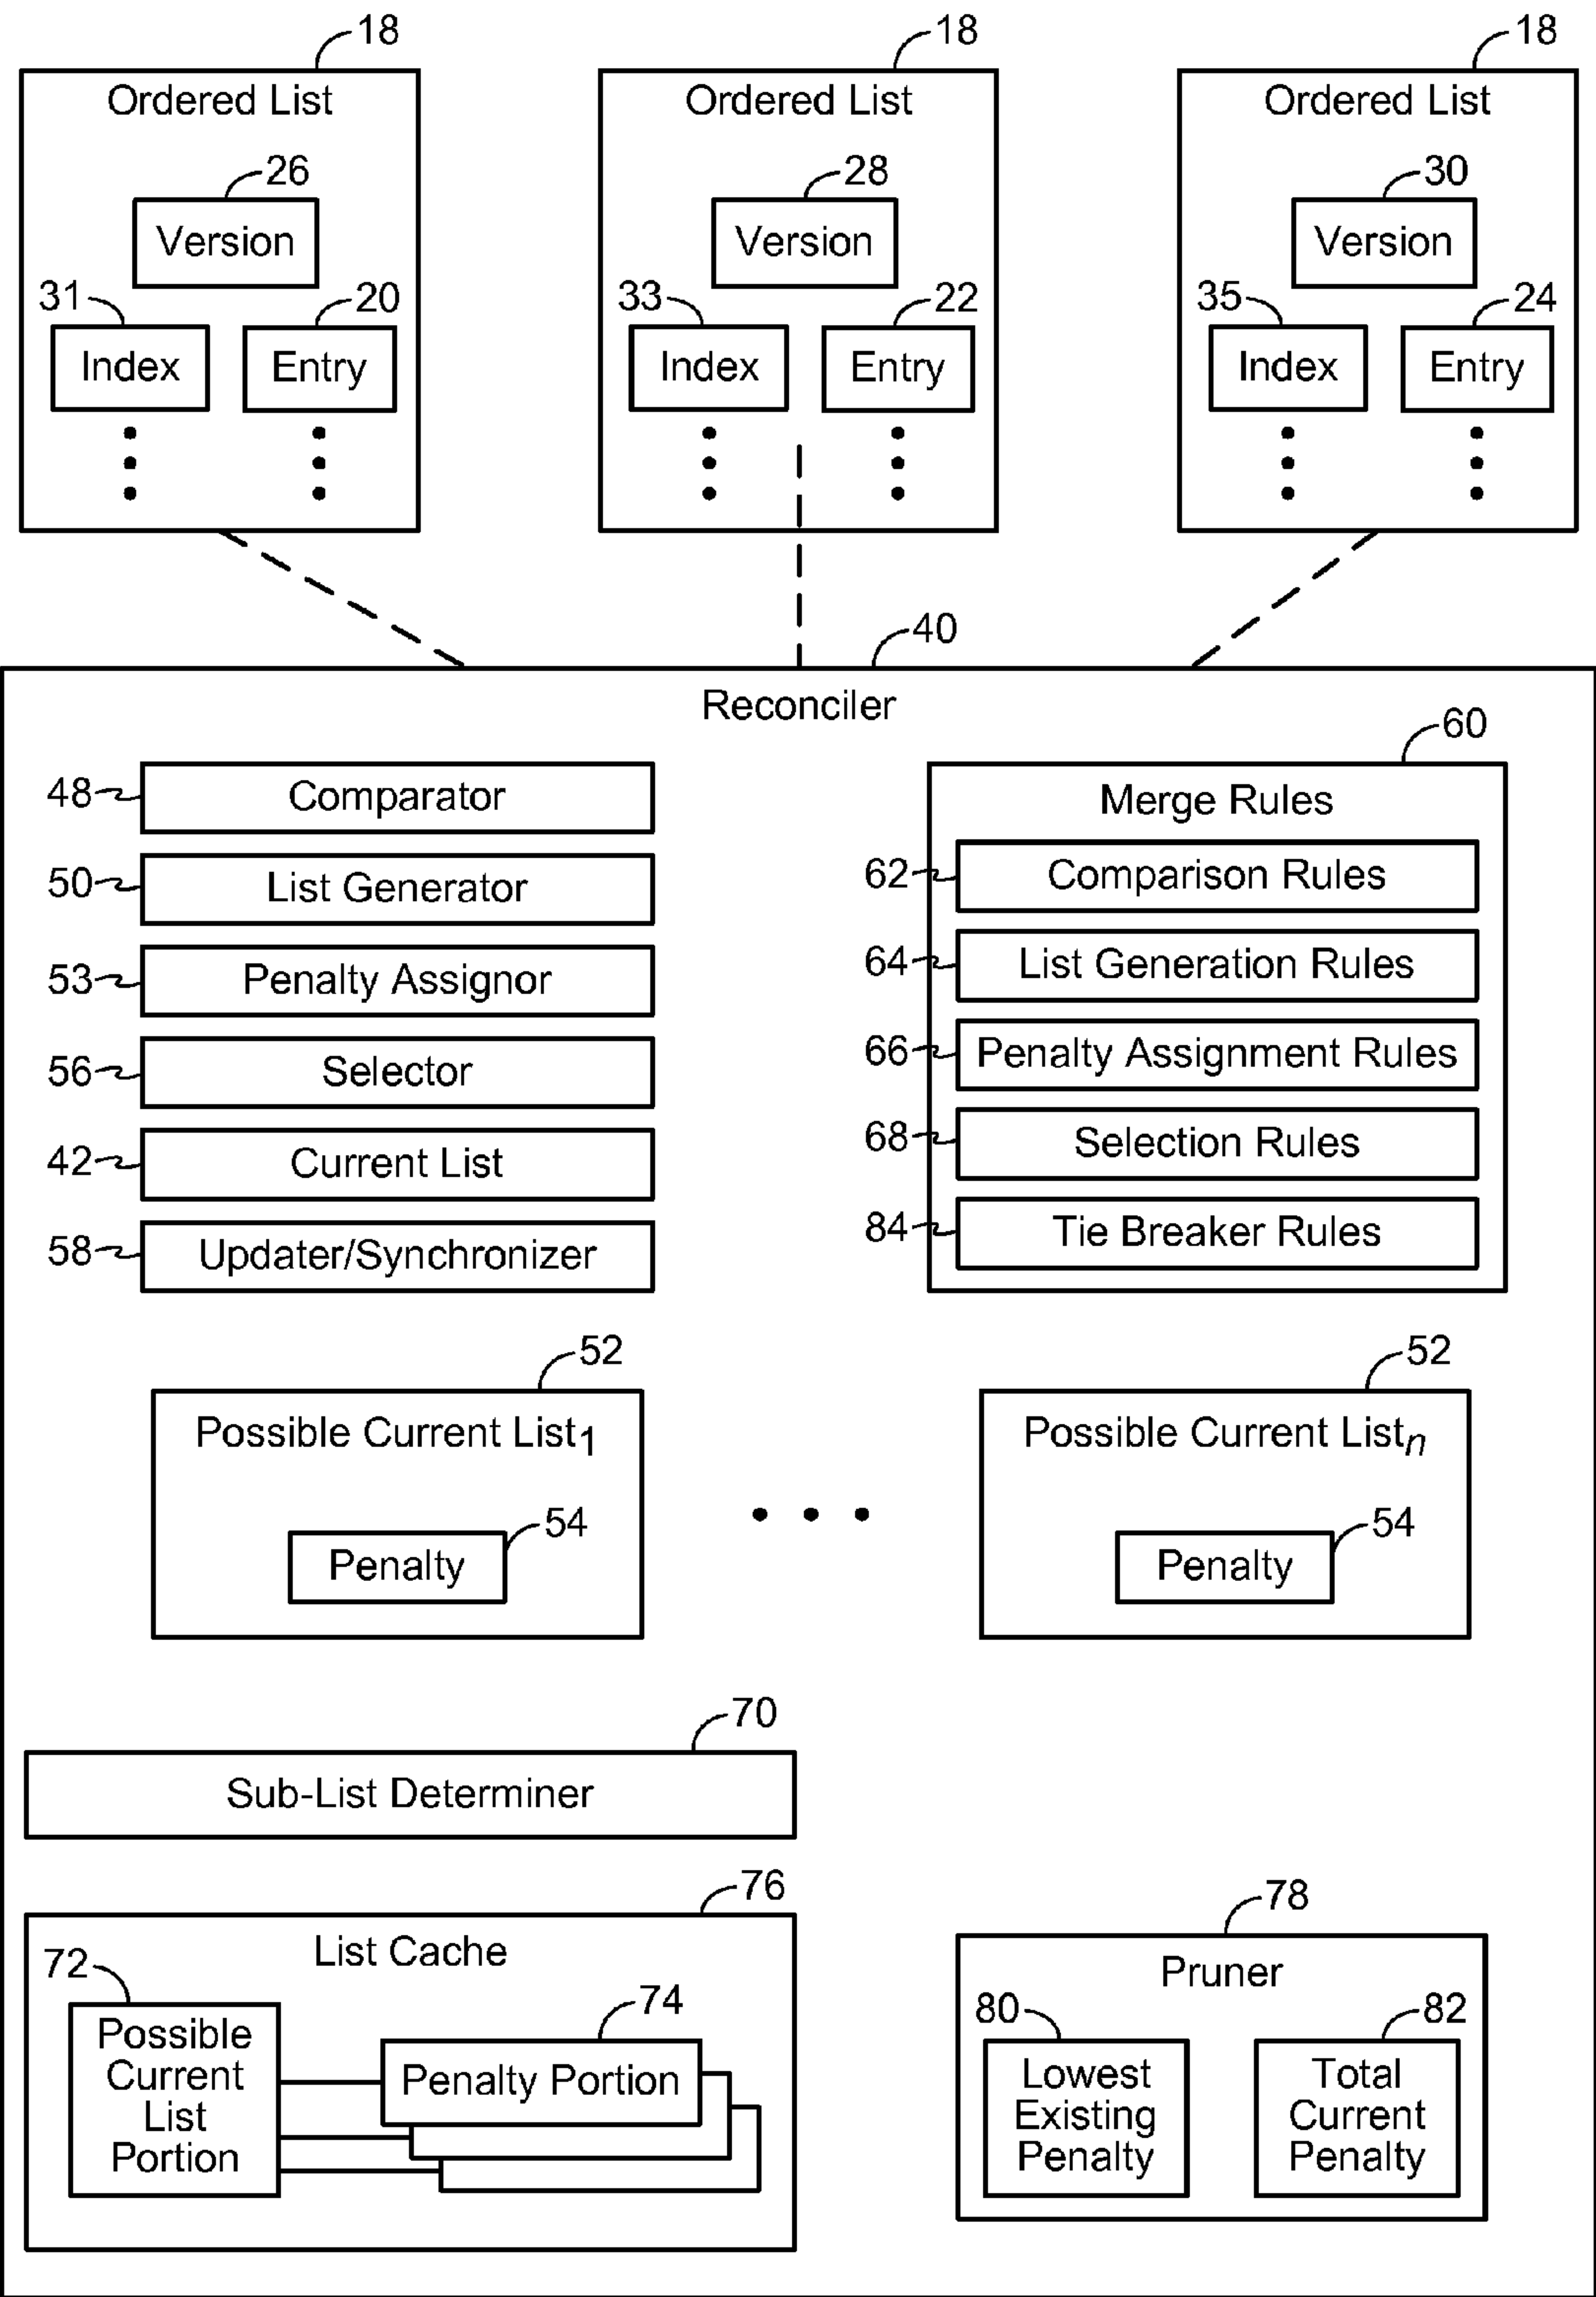 18 18 18
Ordered List Ordered List Ordered List
26 28 30
Version Version Version
31 20 33 22 35 24
Index Entry Index Entry Index Entry
40
Reconciler
60
48 Comparator
Merge Rules
50 List Generator
62 Comparison Rules
53 Penalty Assignor
64 List Generation Rules
56 Selector
66 Penalty Assignment Rules
42 Current List
68 Selection Rules
58 Updater/Synchronizer
84 Tie Breaker Rules
52 52
Possible Current List1 Possible Current Listn
54 54
Penalty Penalty
70
Sub-List Determiner
76
List Cache
72
Possible
Current
List
Portion
74
Penalty Portion
78
Pruner
80 82
Lowest
Existing
Penalty
Total
Current
Penalty